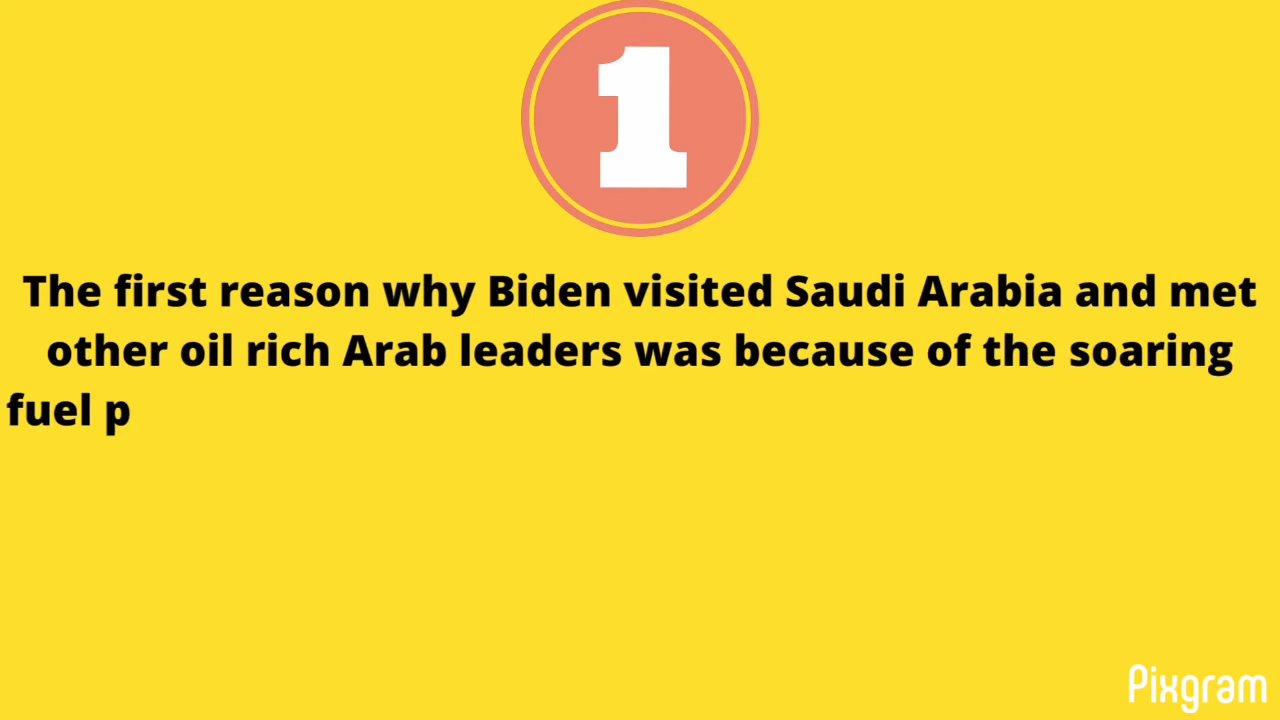 1
The first reason why Biden visited Saudi Arabia and met
other oil rich Arab leaders was because of the soaring
fuel p
Pixgram